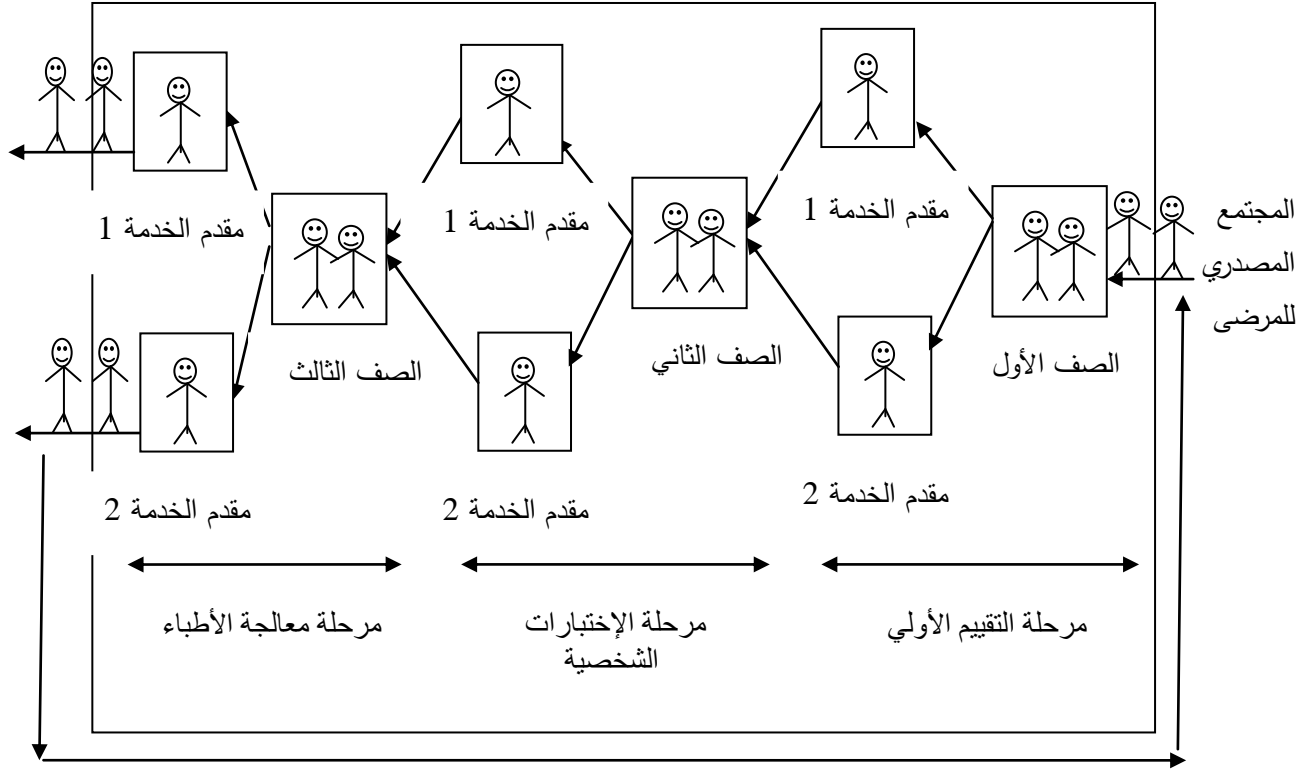 المجتمع
المصدري
للمرضى
مقدم الخدمة 1
مقدم الخدمة 1
مقدم الخدمة 1
الصف الأول
الصف الثاني
الصف الثالث
مقدم الخدمة 2
مقدم الخدمة 2
مقدم الخدمة 2
مرحلة التقييم الأولي
مرحلة الإختبارات
الشخصية
مرحلة معالجة الأطباء